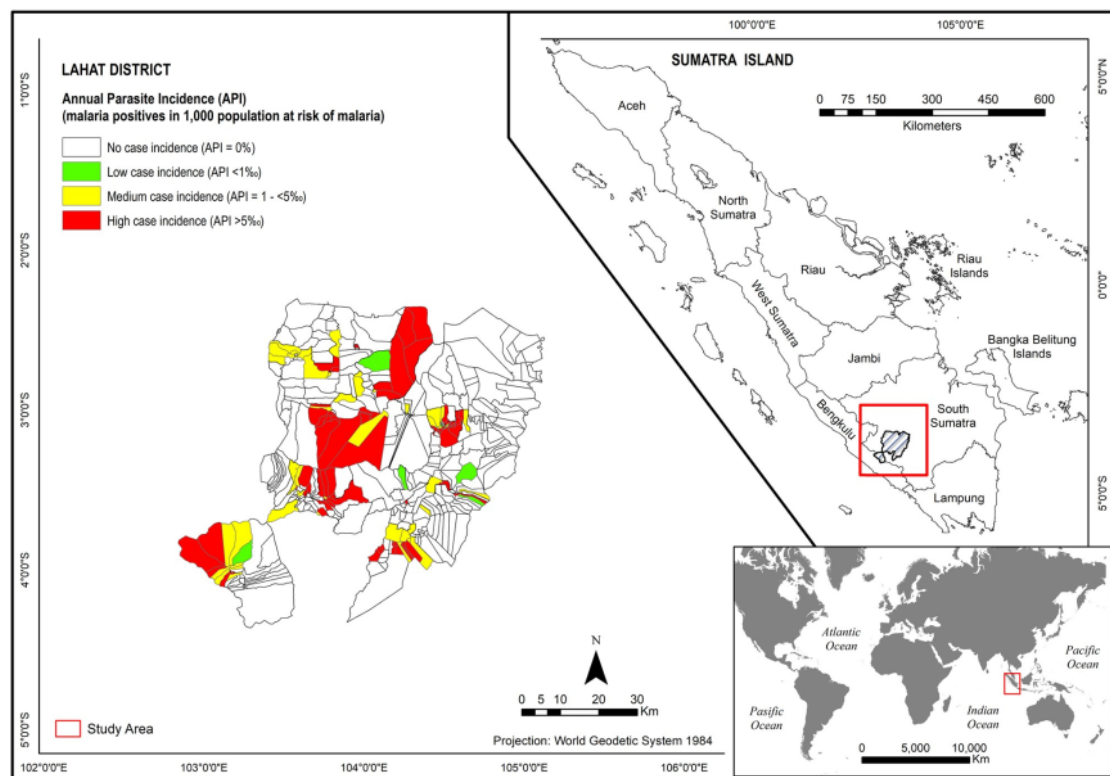 LAHAT DISTRICT
Annual Parasite Incidence (API)
(malaria positives in 1,000 population at risk of malaria)
No case incidence (API = 0%)
Low case incidence (API <1‰)
Medium case incidence (API = 1 - <5‰)
High case incidence (API >5‰)
1°0'0"S
2°0'0"S
3°0'0"S
4°0'0"S
5°0'0"S
102°0'0"E
103°0'0"E
104°0'0"E
105°0'0"E
106°0'0"E
Study Area
N
0 5 10 20 30
Km
Projection: World Geodetic System 1984
100°0'0"E
105°0'0"E
SUMATRA ISLAND
0 75 150 300 450 600
Kilometers
5°0'0"N
0°0'0"
5°0'0"S
Aceh
North
Sumatra
Riau
Riau
Islands
West Sumatra
Jambi
Bangka Belitung
Islands
Bengkulu
South
Sumatra
Lampung
Atlantic
Ocean
Pacific
Ocean
Pasific
Ocean
Indian
Ocean
0 5,000 10,000
Km